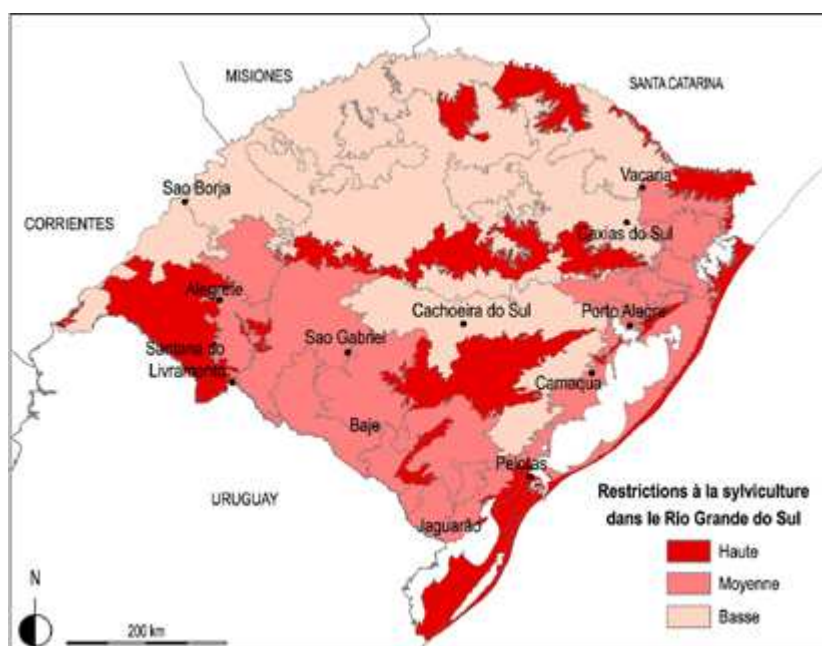 MISIONES
SANTA CATARINA
Vacaria
Sao Borja
CORRIENTES
Caxias do Sul
Alegrete
Cachoeira do Sul
Porto Alegre
Sao Gabriel
Santana do
Livramento
Camaqua
Baje
Pelotas
URUGUAY
Restrictions à la sylviculture
dans le Rio Grande do Sul
Jaguarão
Haute
N
Moyenne
Basse
200 km